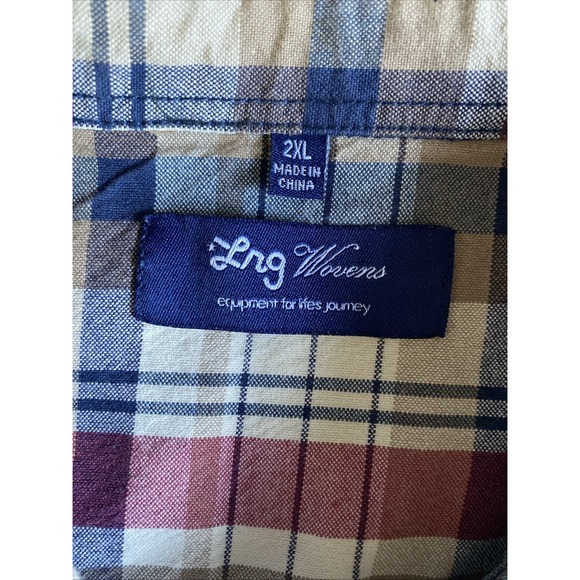 2XL
MADE IN
CHINA
Lrg Wovens
equipment for lifes journey